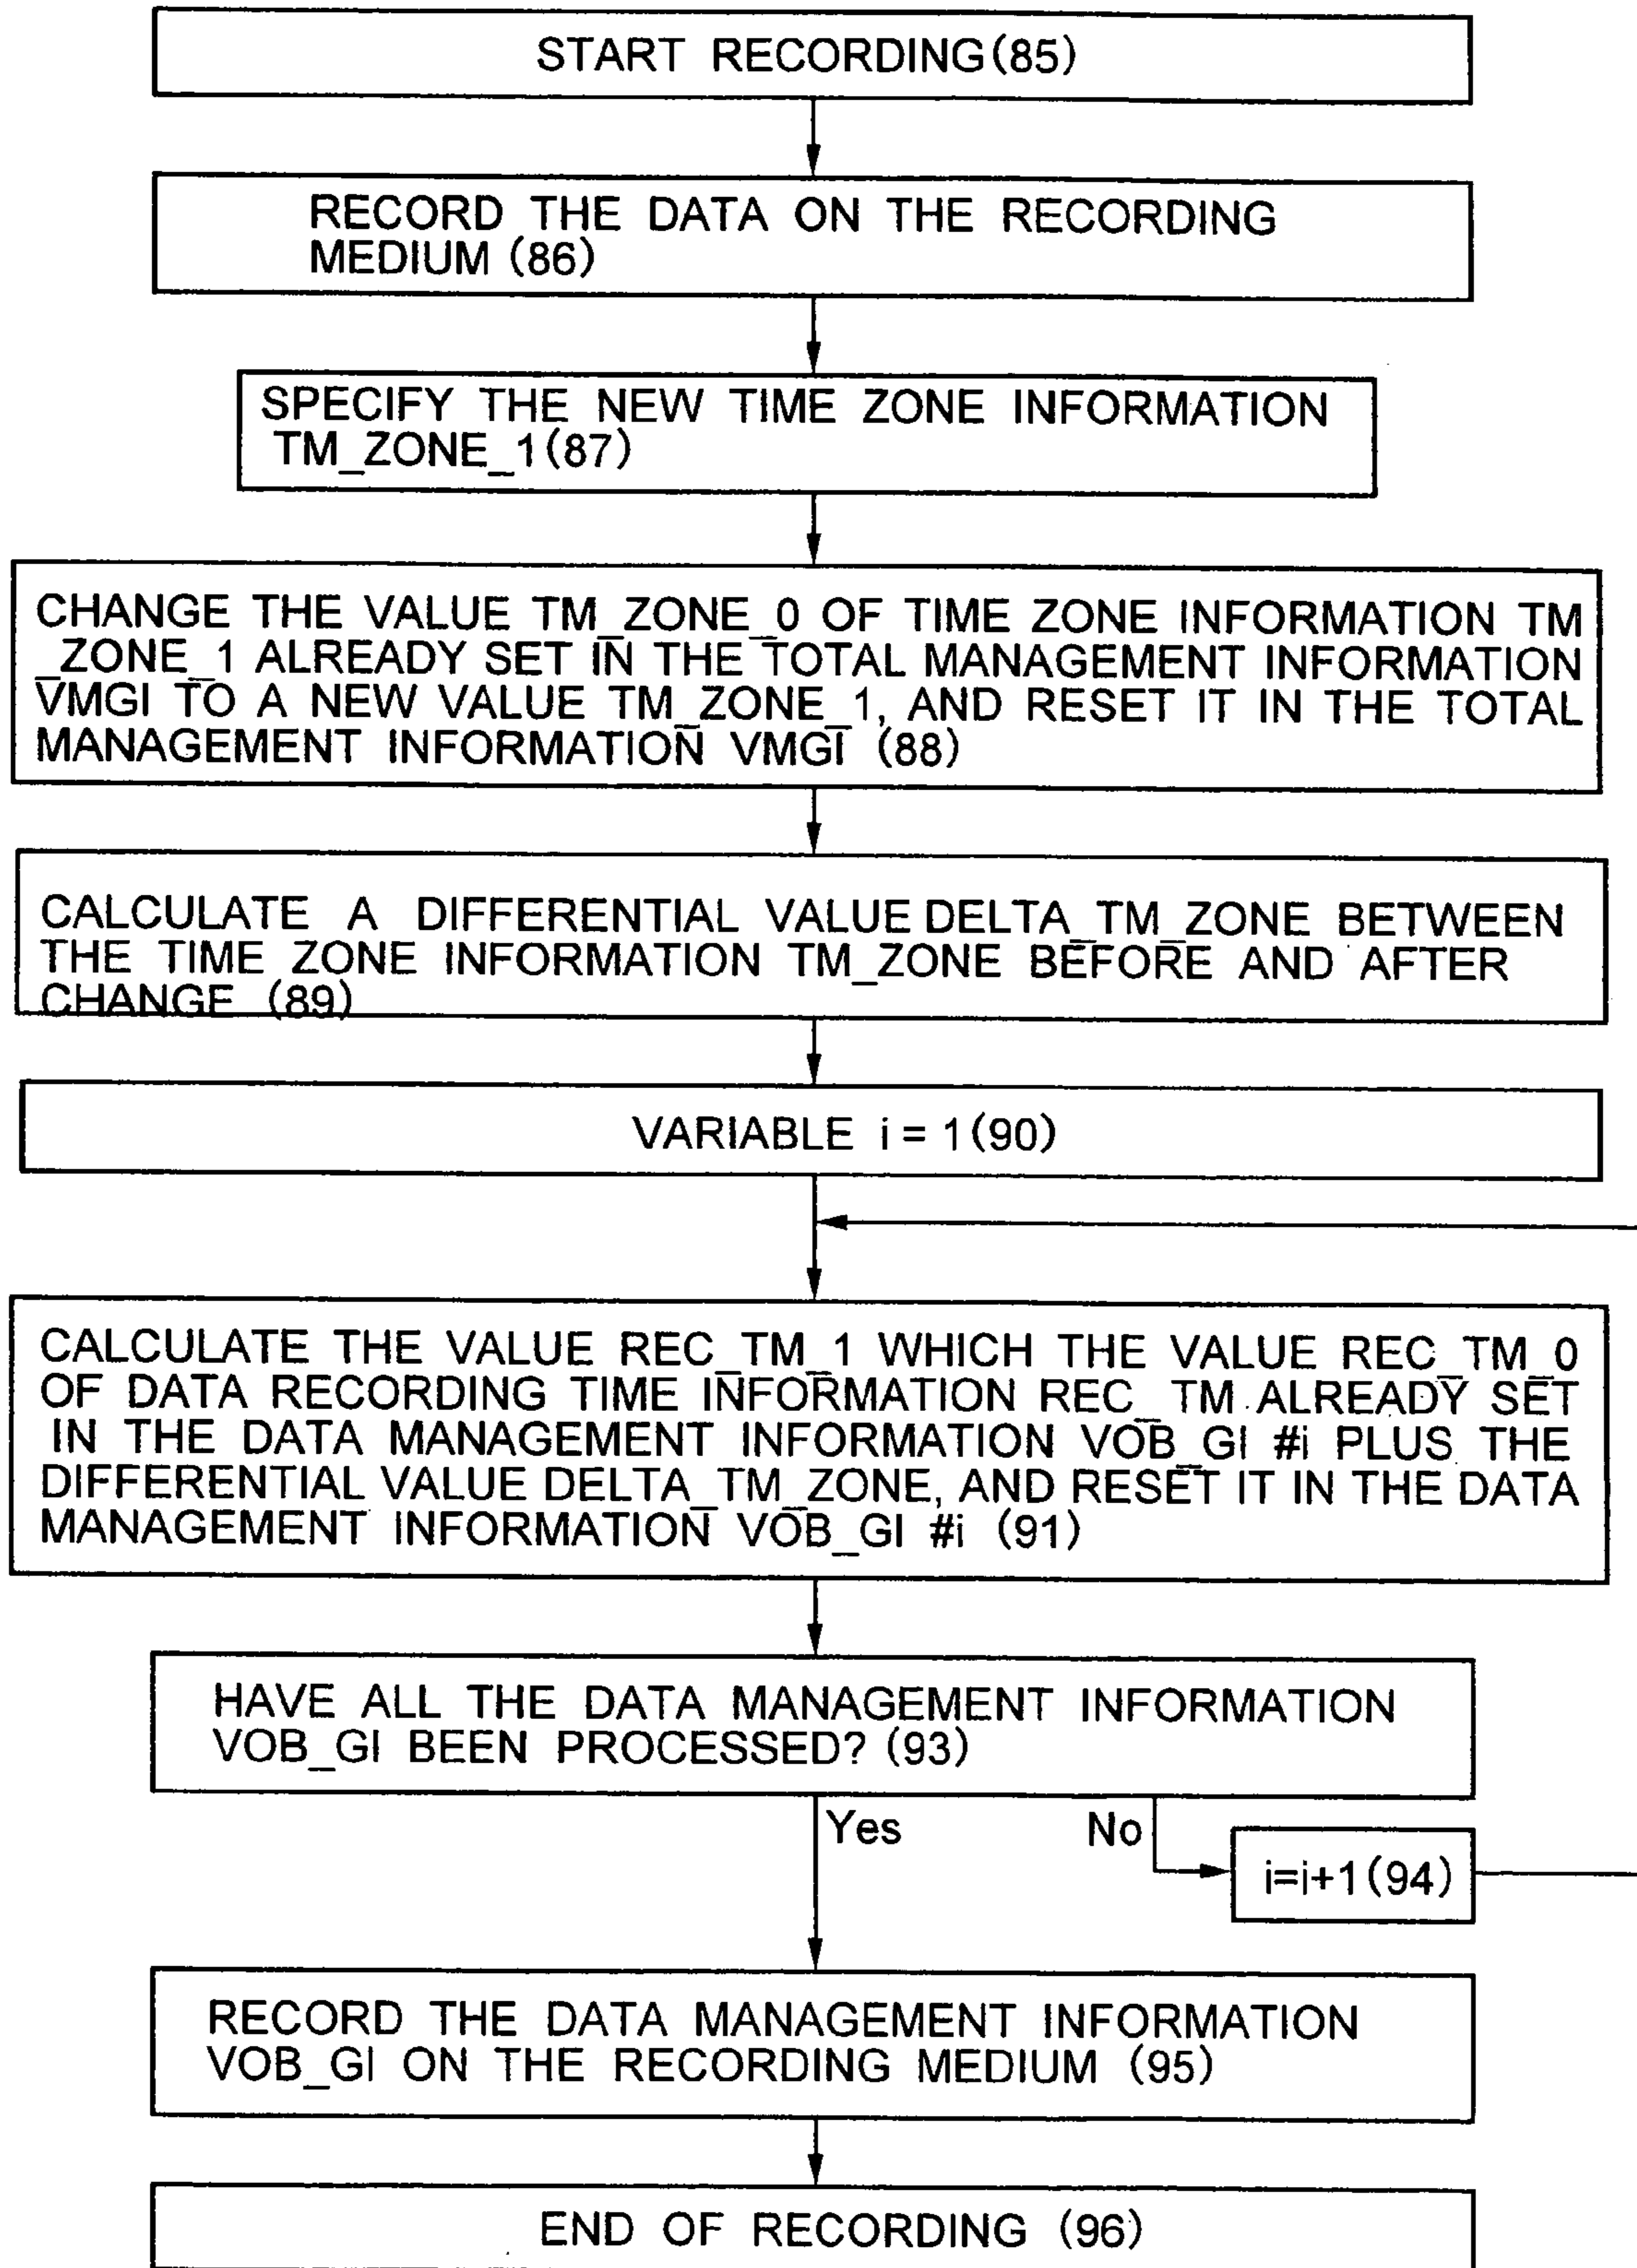 START RECORDING(85)
RECORD THE DATA ON THE RECORDING
MEDIUM (86)
SPECIFY THE NEW TIME ZONE INFORMATION
TM_ZONE_1(87)
CHANGE THE VALUE TM_ZONE_0 OF TIME ZONE INFORMATION TM
_ZONE_1 ALREADY SET IN THE TOTAL MANAGEMENT INFORMATION
VMGI TO A NEW VALUE TM_ZONE_1, AND RESET IT IN THE TOTAL
MANAGEMENT INFORMATION VMGI (88)
CALCULATE A DIFFERENTIAL VALUE DELTA_TM_ZONE BETWEEN
THE TIME ZONE INFORMATION TM_ZONE BEFORE AND AFTER
CHANGE (89)
VARIABLE i = 1(90)
CALCULATE THE VALUE REC_TM_1 WHICH THE VALUE REC_TM_0
OF DATA RECORDING TIME INFORMATION REC_TM ALREADY SET
IN THE DATA MANAGEMENT INFORMATION VOB_GI #i PLUS THE
DIFFERENTIAL VALUE DELTA_TM_ZONE, AND RESET IT IN THE DATA
MANAGEMENT INFORMATION VOB_GI #i (91)
HAVE ALL THE DATA MANAGEMENT INFORMATION
VOB_GI BEEN PROCESSED? (93)
Yes
No
i=i+1(94)
RECORD THE DATA MANAGEMENT INFORMATION
VOB_GI ON THE RECORDING MEDIUM (95)
END OF RECORDING (96)